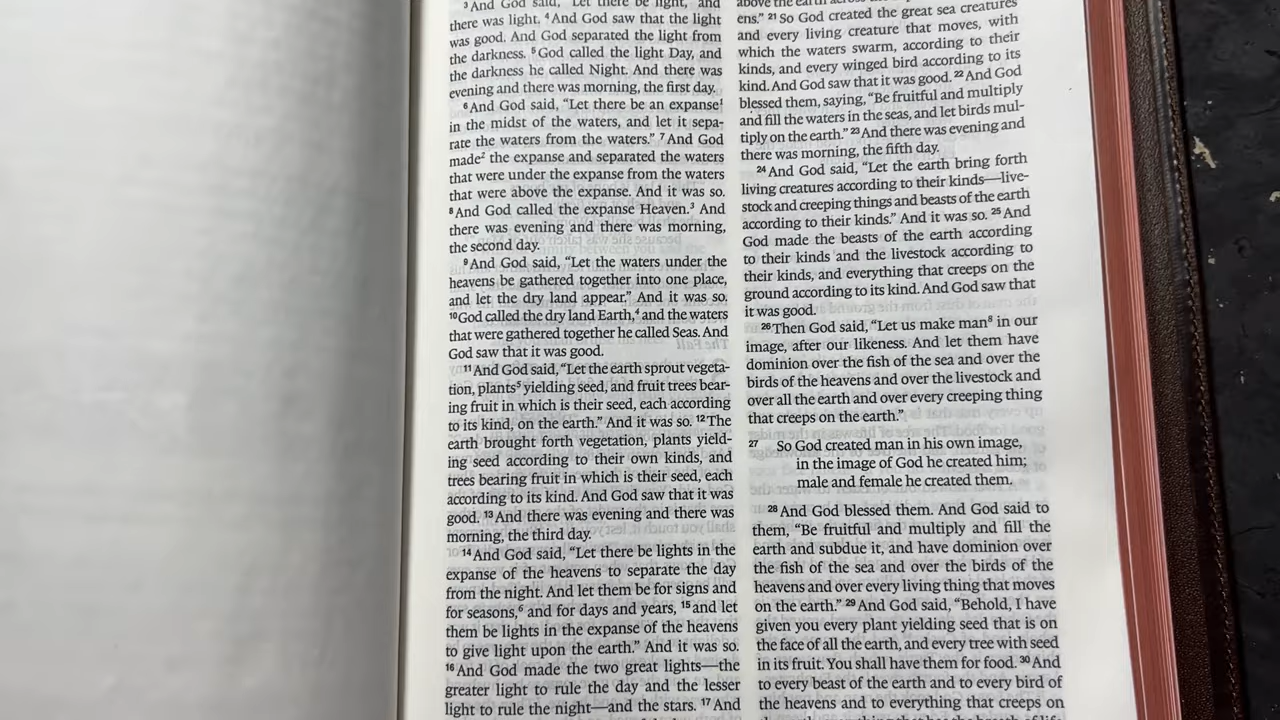 ³And God said, "Let there be light," and
there was light. ⁴And God saw that the light
was good. And God separated the light from
the darkness. ⁵God called the light Day, and
the darkness he called Night. And there was
evening and there was morning, the first day.
⁶And God said, "Let there be an expanse¹
in the midst of the waters, and let it sepa-
rate the waters from the waters." ⁷And God
made² the expanse and separated the waters
that were under the expanse from the waters
that were above the expanse. And it was so.
⁸And God called the expanse Heaven.³ And
there was evening and there was morning,
the second day.
⁹And God said, "Let the waters under the
heavens be gathered together into one place,
and let the dry land appear." And it was so.
¹⁰God called the dry land Earth,⁴ and the waters
that were gathered together he called Seas. And
God saw that it was good.
¹¹And God said, "Let the earth sprout vegeta-
tion, plants⁵ yielding seed, and fruit trees bear-
ing fruit in which is their seed, each according
to its kind, on the earth." And it was so. ¹²The
earth brought forth vegetation, plants yield-
ing seed according to their own kinds, and
trees bearing fruit in which is their seed, each
according to its kind. And God saw that it was
good. ¹³And there was evening and there was
morning, the third day.
¹⁴And God said, "Let there be lights in the
expanse of the heavens to separate the day
from the night. And let them be for signs and
for seasons,⁶ and for days and years, ¹⁵and let
them be lights in the expanse of the heavens
to give light upon the earth." And it was so.
¹⁶And God made the two great lights—the
greater light to rule the day and the lesser
light to rule the night—and the stars. ¹⁷And
above the earth across the
ens." ²¹So God created the great sea creatures
and every living creature that moves, with
which the waters swarm, according to their
kinds, and every winged bird according to its
kind. And God saw that it was good. ²²And God
blessed them, saying, "Be fruitful and multiply
and fill the waters in the seas, and let birds mul-
tiply on the earth." ²³And there was evening and
there was morning, the fifth day.
²⁴And God said, "Let the earth bring forth
living creatures according to their kinds—live-
stock and creeping things and beasts of the earth
according to their kinds." And it was so. ²⁵And
God made the beasts of the earth according
to their kinds and the livestock according to
their kinds, and everything that creeps on the
ground according to its kind. And God saw that
it was good.
²⁶Then God said, "Let us make man⁸ in our
image, after our likeness. And let them have
dominion over the fish of the sea and over the
birds of the heavens and over the livestock and
over all the earth and over every creeping thing
that creeps on the earth."
²⁷ So God created man in his own image,
in the image of God he created him;
male and female he created them.
²⁸And God blessed them. And God said to
them, "Be fruitful and multiply and fill the
earth and subdue it, and have dominion over
the fish of the sea and over the birds of the
heavens and over every living thing that moves
on the earth." ²⁹And God said, "Behold, I have
given you every plant yielding seed that is on
the face of all the earth, and every tree with seed
in its fruit. You shall have them for food. ³⁰And
to every beast of the earth and to every bird of
the heavens and to everything that creeps on